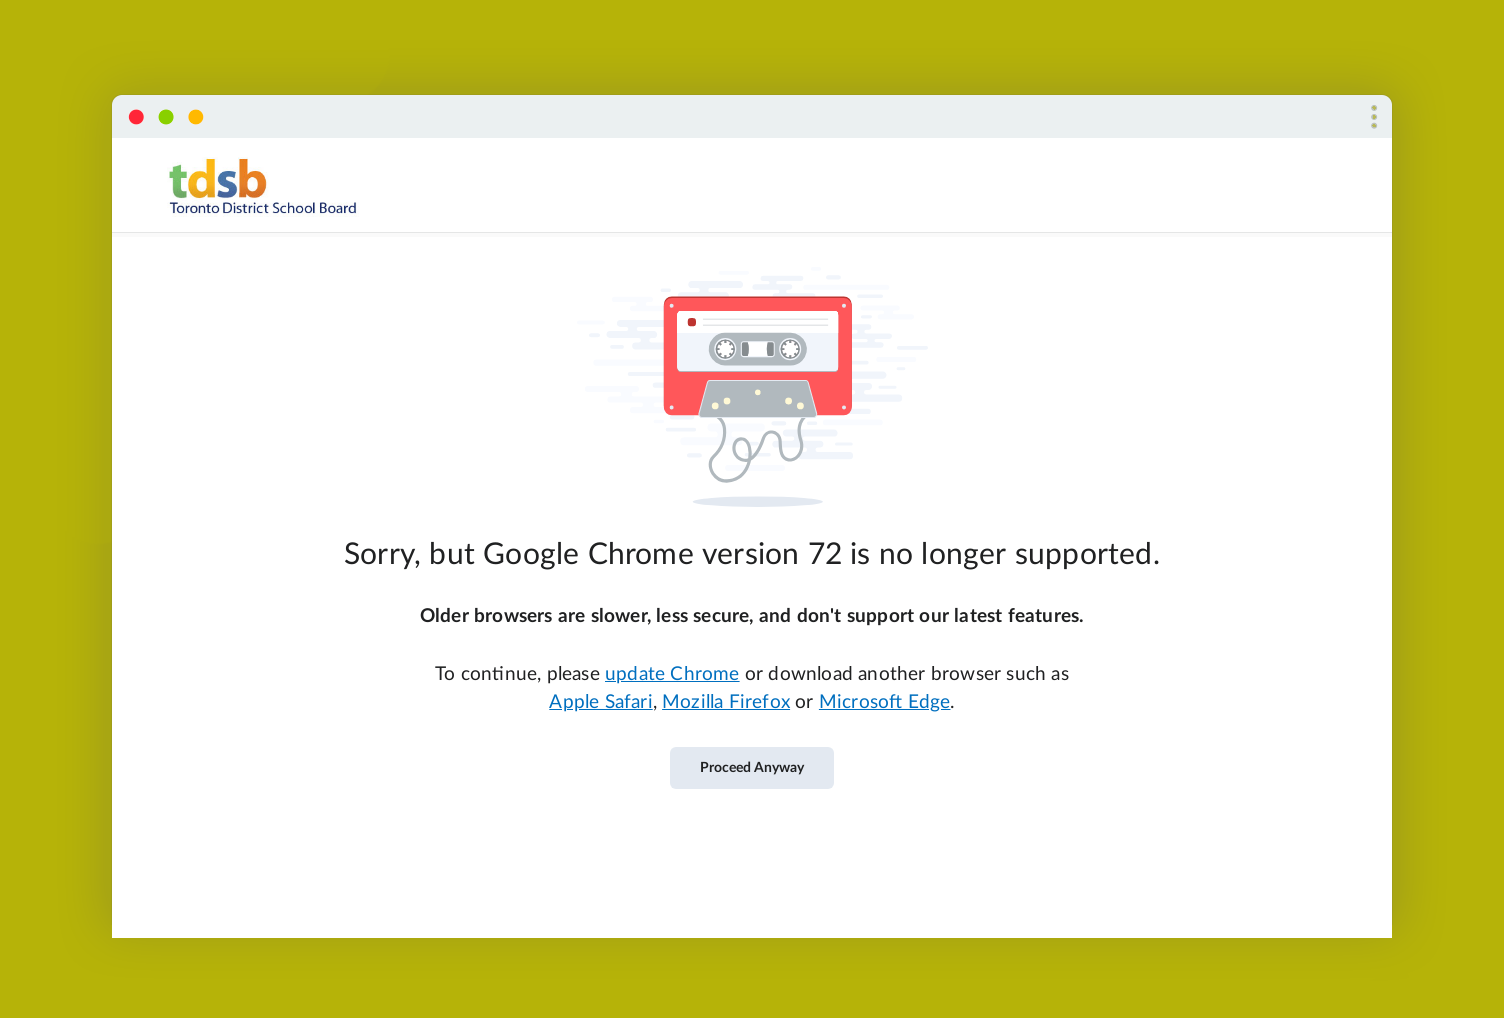 tdsb
Toronto District School Board
Sorry, but Google Chrome version 72 is no longer supported.
Older browsers are slower, less secure, and don't support our latest features.
To continue, please update Chrome or download another browser such as
Apple Safari, Mozilla Firefox or Microsoft Edge.
Proceed Anyway